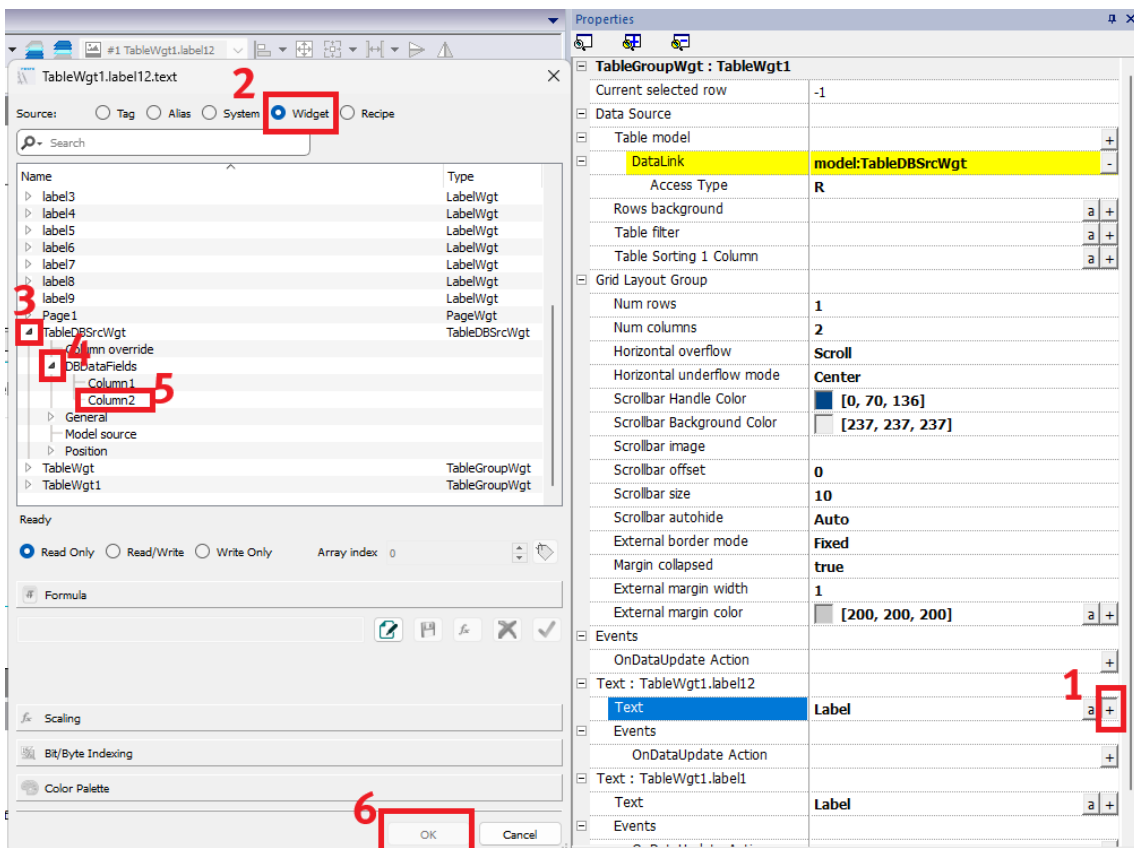 #1 TableWgt1.label12
TableWgt1.label12.text
2
Source: Tag Alias System Widget Recipe
Search
Name Type
label3 LabelWgt
label4 LabelWgt
label5 LabelWgt
label6 LabelWgt
label7 LabelWgt
label8 LabelWgt
label9 LabelWgt
3
Page1 PageWgt
TableDBSrcWgt TableDBSrcWgt
Column override
4
DBDataFields
Column1
5
Column2
General
Model source
Position
TableWgt TableGroupWgt
TableWgt1 TableGroupWgt
Ready
Read Only Read/Write Write Only Array index 0
Formula
Scaling
Bit/Byte Indexing
Color Palette
6
OK Cancel
Properties
TableGroupWgt : TableWgt1
Current selected row -1
Data Source
Table model +
DataLink model:TableDBSrcWgt -
Access Type R
Rows background a +
Table filter a +
Table Sorting 1 Column a +
Grid Layout Group
Num rows 1
Num columns 2
Horizontal overflow Scroll
Horizontal underflow mode Center
Scrollbar Handle Color [0, 70, 136]
Scrollbar Background Color [237, 237, 237]
Scrollbar image
Scrollbar offset 0
Scrollbar size 10
Scrollbar autohide Auto
External border mode Fixed
Margin collapsed true
External margin width 1
External margin color [200, 200, 200] a +
Events
OnDataUpdate Action +
Text : TableWgt1.label12
1
Text Label a +
Events
OnDataUpdate Action +
Text : TableWgt1.label1
Text Label a +
Events